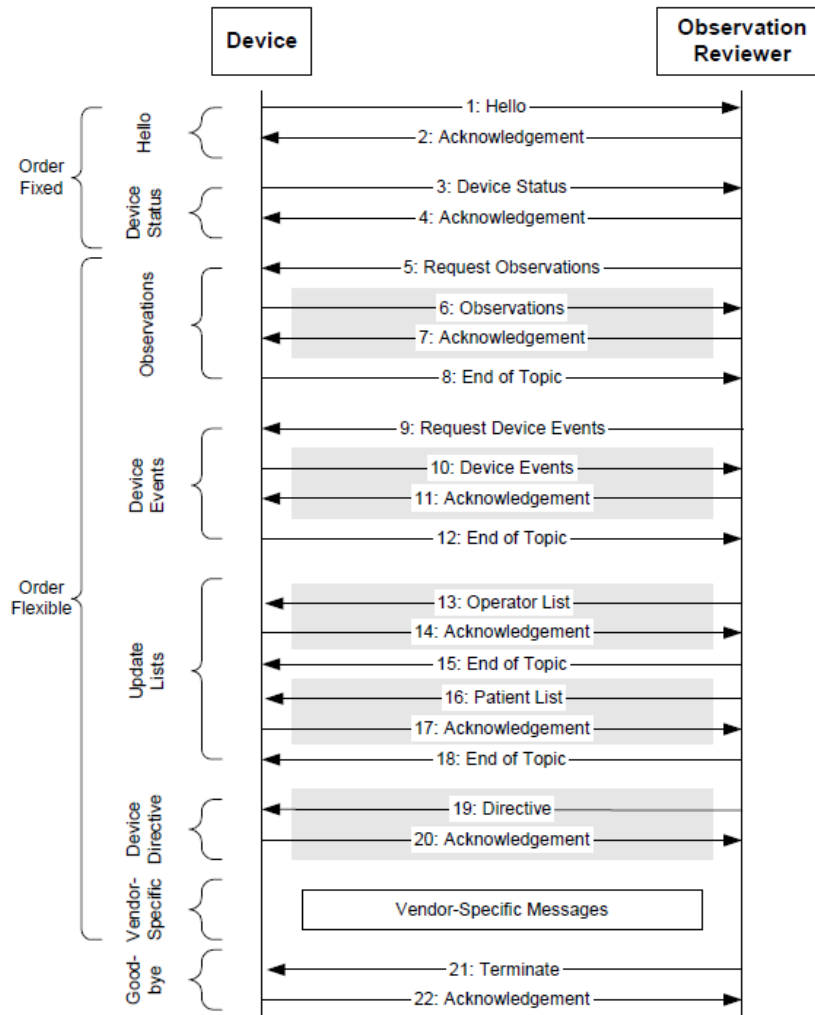 Device
Observation
Reviewer
Order
Fixed
Hello
1: Hello
2: Acknowledgement
Device
Status
3: Device Status
4: Acknowledgement
Order
Flexible
Observations
5: Request Observations
6: Observations
7: Acknowledgement
8: End of Topic
Device
Events
9: Request Device Events
10: Device Events
11: Acknowledgement
12: End of Topic
Update
Lists
13: Operator List
14: Acknowledgement
15: End of Topic
16: Patient List
17: Acknowledgement
18: End of Topic
Device
Directive
19: Directive
20: Acknowledgement
Vendor-
Specific
Vendor-Specific Messages
Good-
bye
21: Terminate
22: Acknowledgement